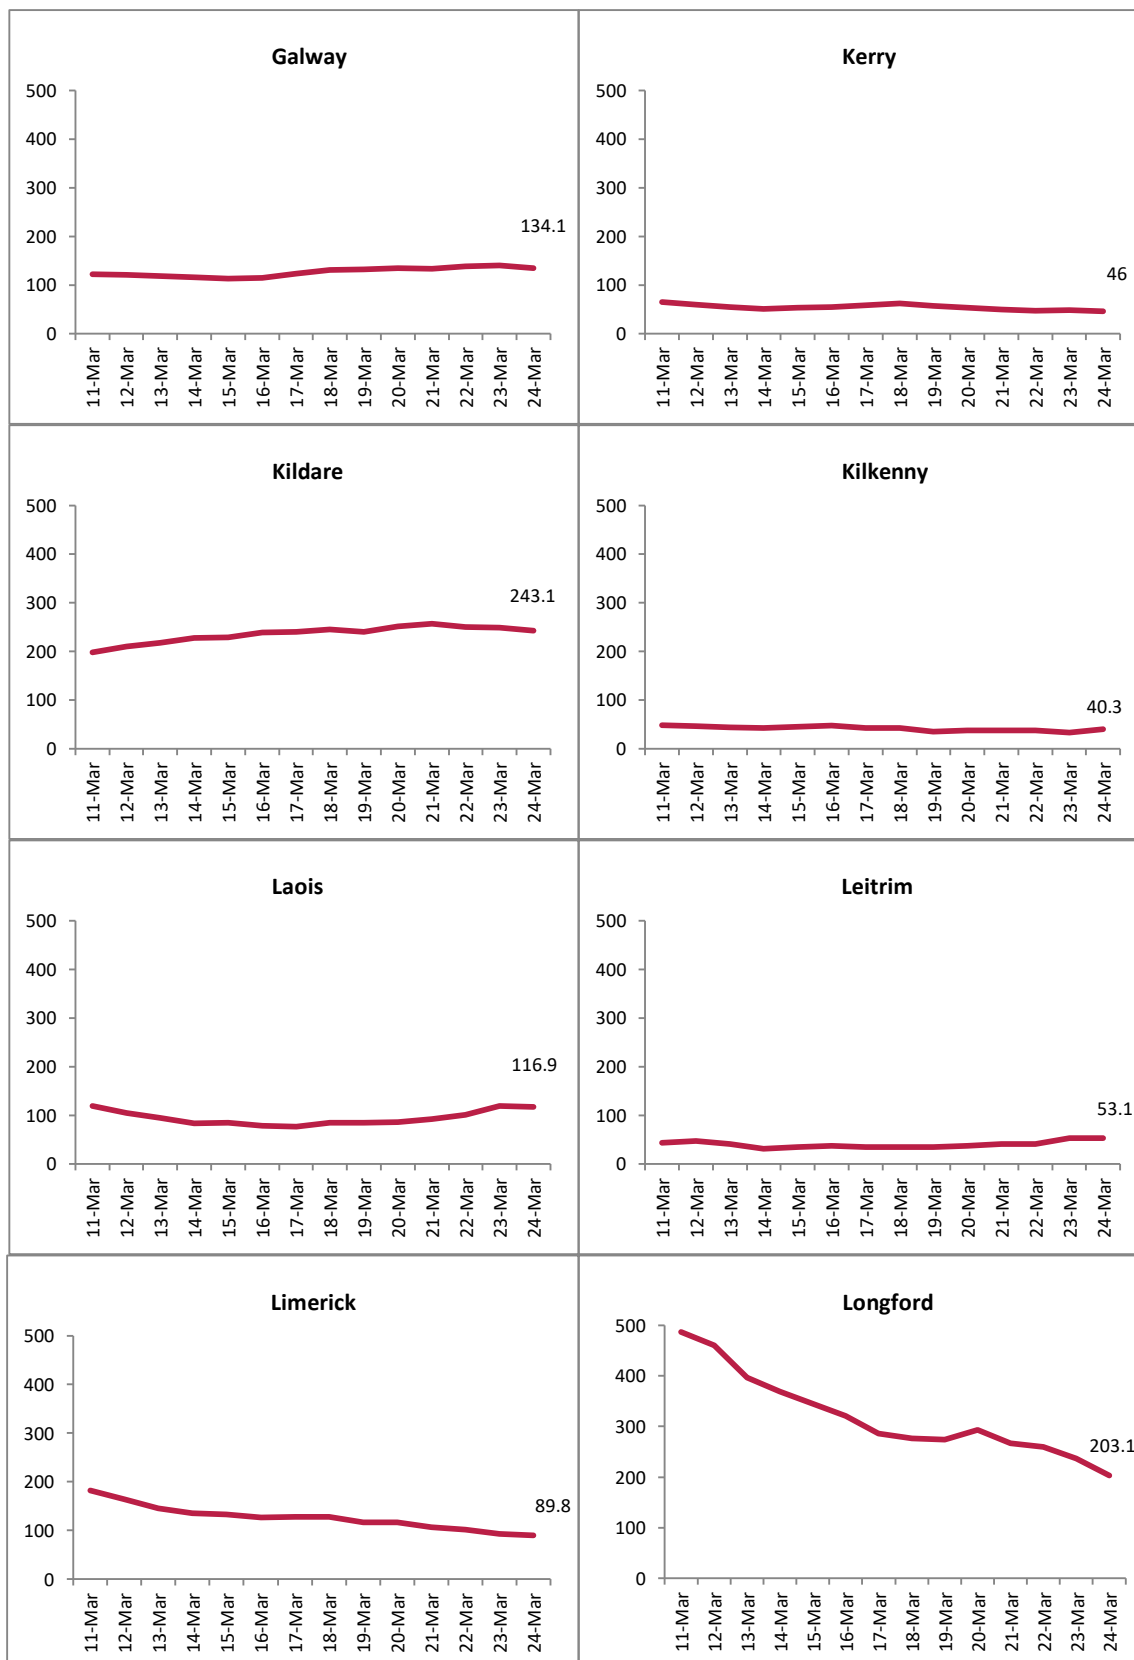 Galway
500
400
300
200
100
0
134.1
11-Mar
12-Mar
13-Mar
14-Mar
15-Mar
16-Mar
17-Mar
18-Mar
19-Mar
20-Mar
21-Mar
22-Mar
23-Mar
24-Mar
Kerry
500
400
300
200
100
0
46
11-Mar
12-Mar
13-Mar
14-Mar
15-Mar
16-Mar
17-Mar
18-Mar
19-Mar
20-Mar
21-Mar
22-Mar
23-Mar
24-Mar
Kildare
500
400
300
200
100
0
243.1
11-Mar
12-Mar
13-Mar
14-Mar
15-Mar
16-Mar
17-Mar
18-Mar
19-Mar
20-Mar
21-Mar
22-Mar
23-Mar
24-Mar
Kilkenny
500
400
300
200
100
0
40.3
11-Mar
12-Mar
13-Mar
14-Mar
15-Mar
16-Mar
17-Mar
18-Mar
19-Mar
20-Mar
21-Mar
22-Mar
23-Mar
24-Mar
Laois
500
400
300
200
100
0
116.9
11-Mar
12-Mar
13-Mar
14-Mar
15-Mar
16-Mar
17-Mar
18-Mar
19-Mar
20-Mar
21-Mar
22-Mar
23-Mar
24-Mar
Leitrim
500
400
300
200
100
0
53.1
11-Mar
12-Mar
13-Mar
14-Mar
15-Mar
16-Mar
17-Mar
18-Mar
19-Mar
20-Mar
21-Mar
22-Mar
23-Mar
24-Mar
Limerick
500
400
300
200
100
0
89.8
11-Mar
12-Mar
13-Mar
14-Mar
15-Mar
16-Mar
17-Mar
18-Mar
19-Mar
20-Mar
21-Mar
22-Mar
23-Mar
24-Mar
Longford
500
400
300
200
100
0
203.1
11-Mar
12-Mar
13-Mar
14-Mar
15-Mar
16-Mar
17-Mar
18-Mar
19-Mar
20-Mar
21-Mar
22-Mar
23-Mar
24-Mar